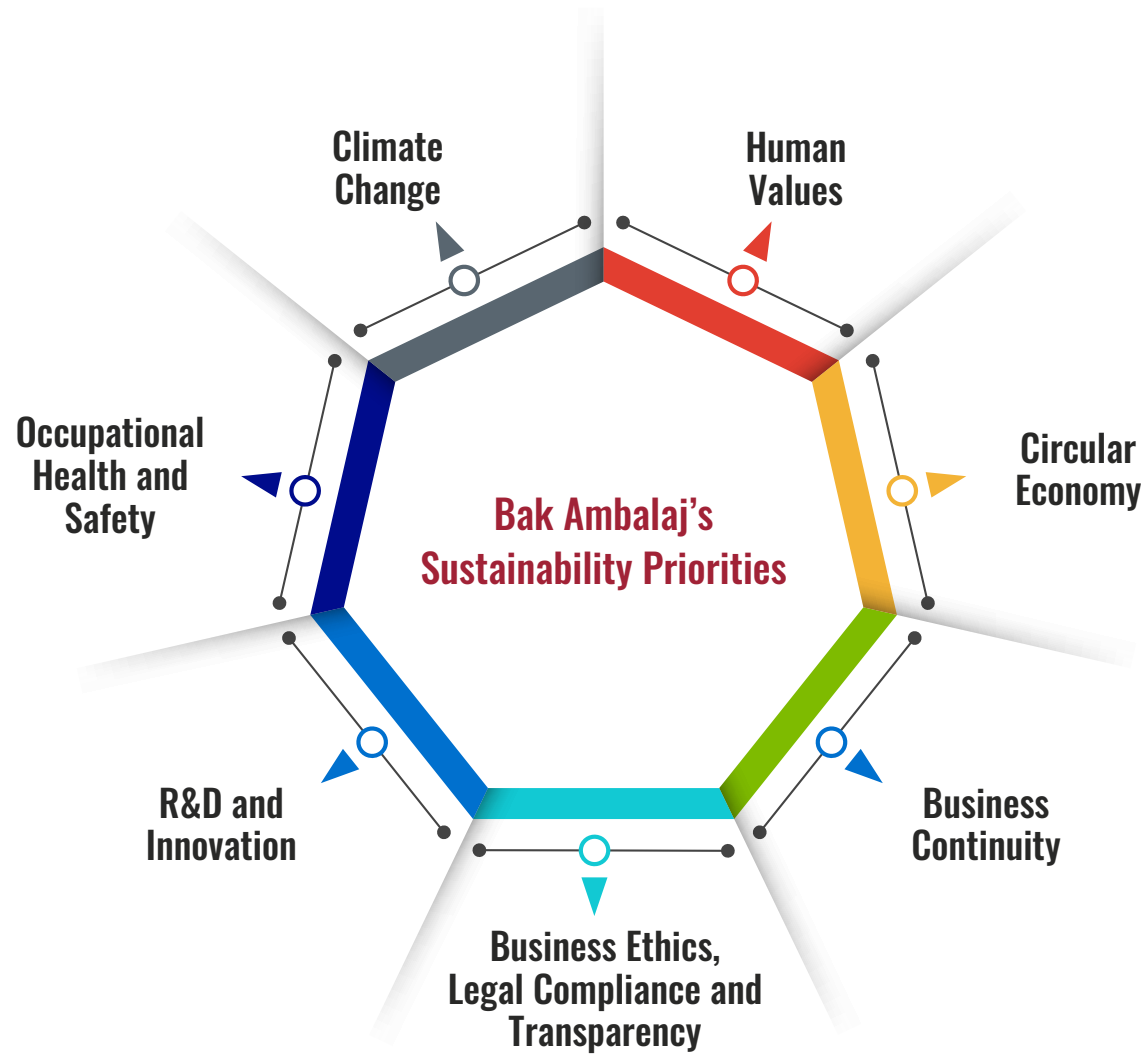 Climate
Change
Human
Values
Occupational
Health and
Safety
Circular
Economy
Bak Ambalaj’s
Sustainability Priorities
R&D and
Innovation
Business
Continuity
Business Ethics,
Legal Compliance and
Transparency